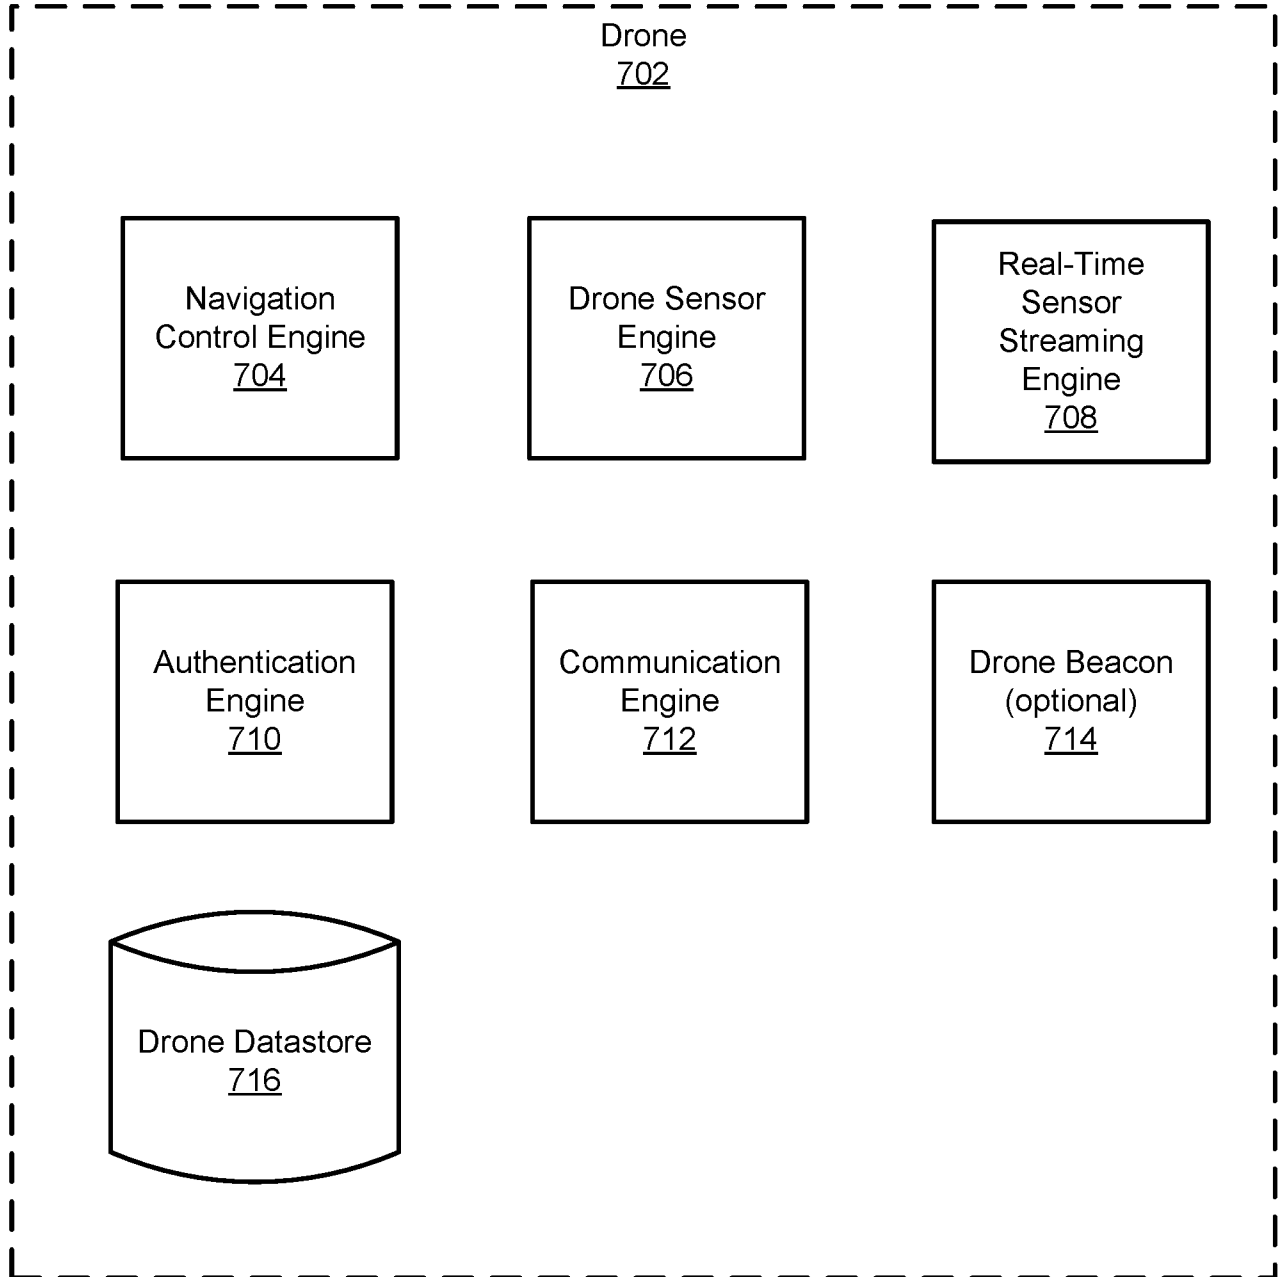 Drone
702
Navigation
Control Engine
704
Drone Sensor
Engine
706
Real-Time
Sensor
Streaming
Engine
708
Authentication
Engine
710
Communication
Engine
712
Drone Beacon
(optional)
714
Drone Datastore
716